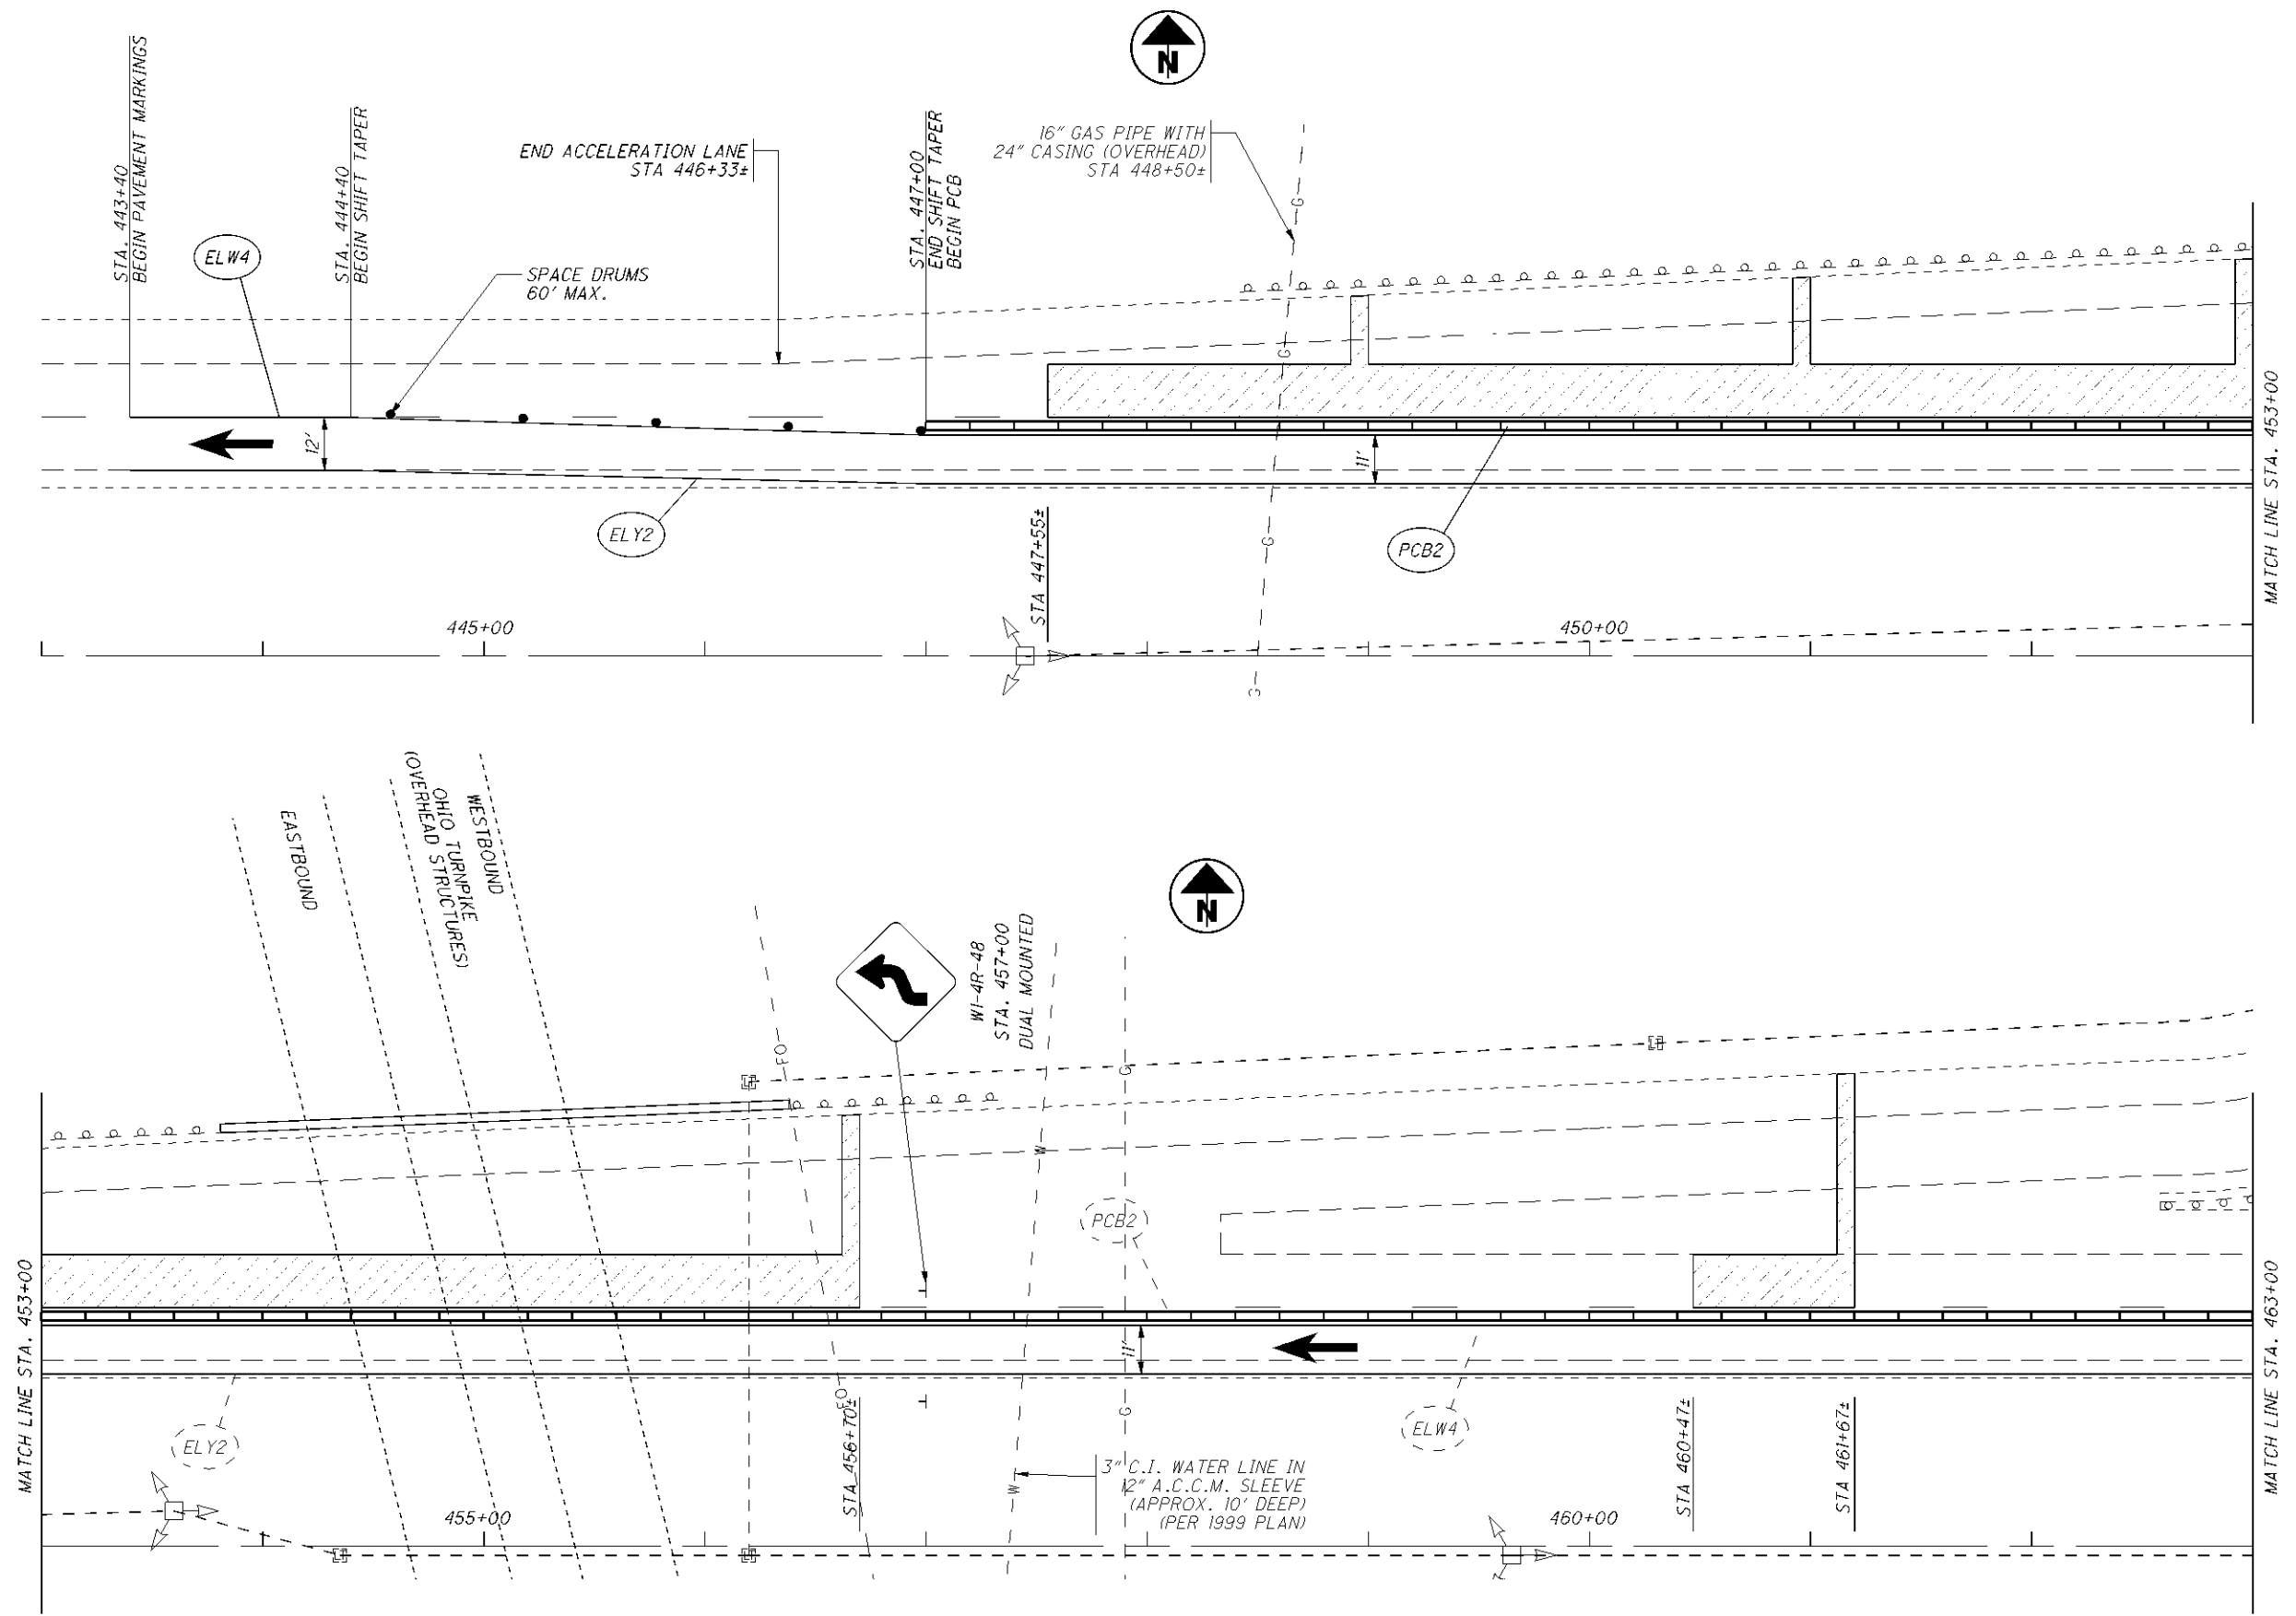 N
STA. 443+40
BEGIN PAVEMENT MARKINGS
STA. 444+40
BEGIN SHIFT TAPER
END ACCELERATION LANE
STA 446+33±
STA. 447+00
END SHIFT TAPER
BEGIN PCB
16" GAS PIPE WITH
24" CASING (OVERHEAD)
STA 448+50±
ELW4
SPACE DRUMS
60' MAX.
G
G
12'
11'
ELY2
PCB2
G
STA 447+55±
445+00
450+00
G
MATCH LINE STA. 453+00
EASTBOUND
(OVERHEAD STRUCTURES)
OHIO TURNPIKE
WESTBOUND
N
W1-4R-48
STA. 457+00
DUAL MOUNTED
FO
G
W
PCB2
11'
MATCH LINE STA. 453+00
ELY2
FO
G
ELW4
STA 456+70±
W
3" C.I. WATER LINE IN
12" A.C.C.M. SLEEVE
(APPROX. 10' DEEP)
(PER 1999 PLAN)
STA 460+47±
STA 461+67±
455+00
460+00
MATCH LINE STA. 463+00